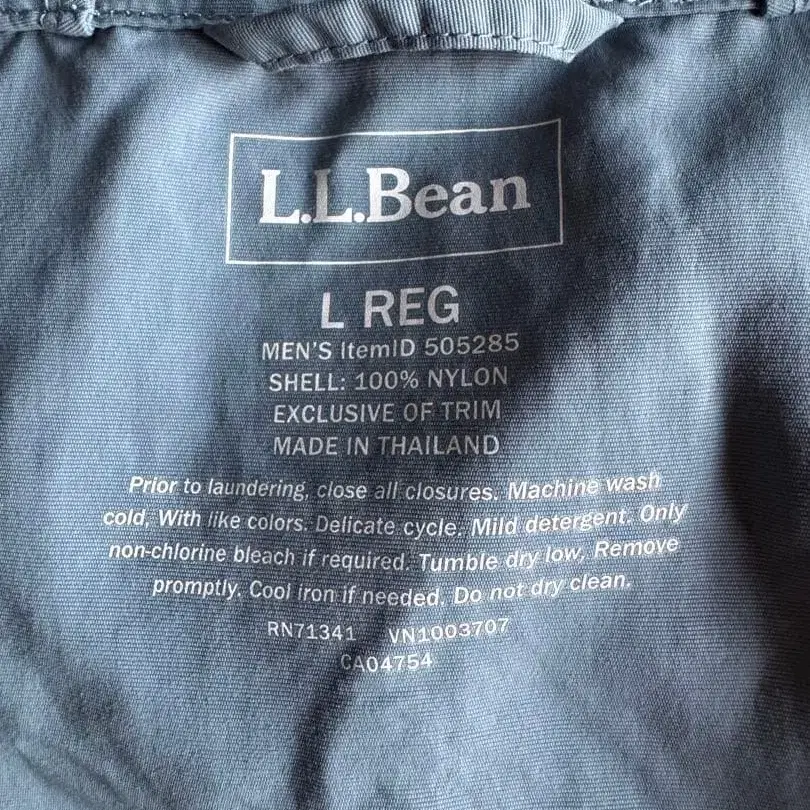 L.L.Bean
L REG
MEN'S ItemID 505285
SHELL: 100% NYLON
EXCLUSIVE OF TRIM
MADE IN THAILAND
Prior to laundering, close all closures. Machine wash
cold, With like colors. Delicate cycle. Mild detergent. Only
non-chlorine bleach if required. Tumble dry low, Remove
promptly. Cool iron if needed. Do not dry clean.
RN71341 VN1003707
CA04754